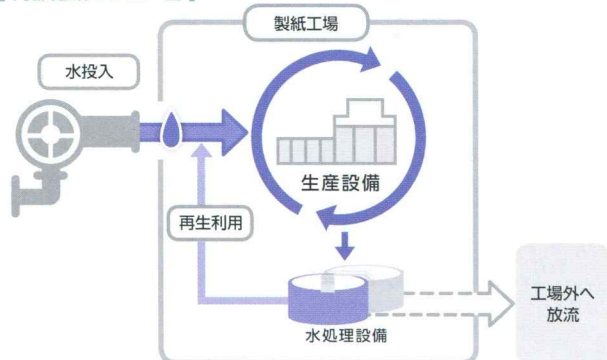 製紙工場
水投入
生産設備
再生利用
水処理設備
工場外へ
放流